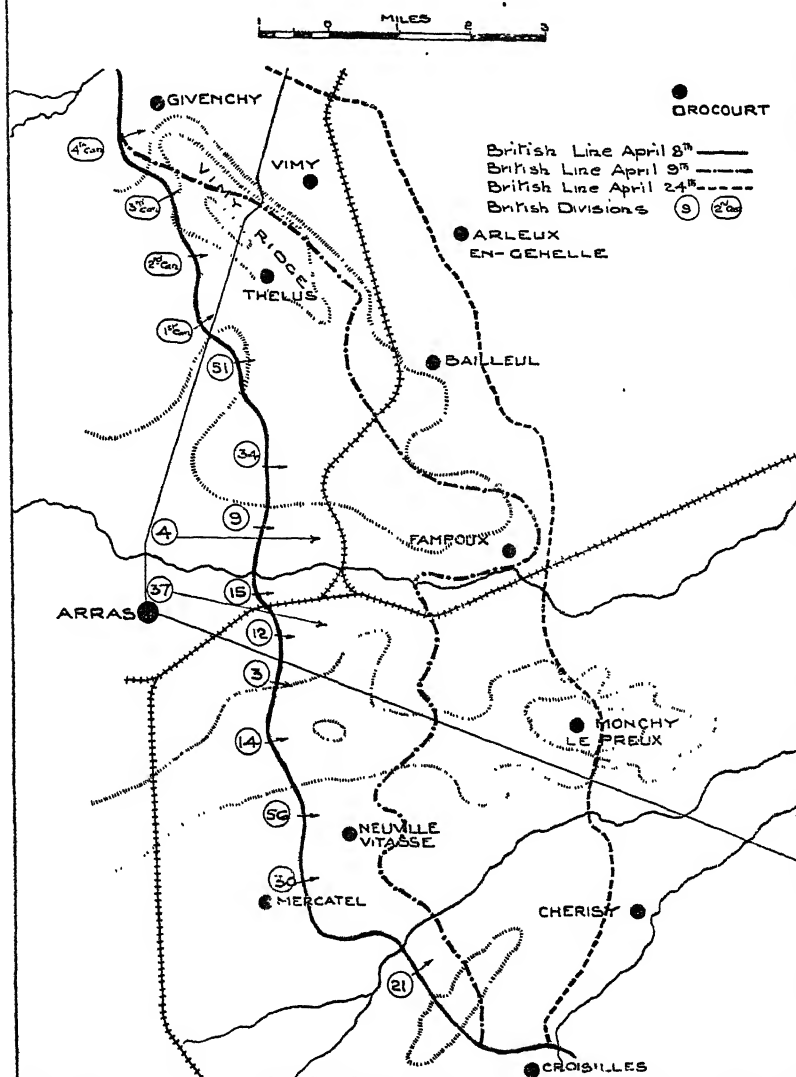 MILES
1 0 1 2 3
GIVENCHY
DROCOURT
4th Can
VIMY
British Line April 8th
British Line April 9th
British Line April 24th
British Divisions 9 2nd Can
3rd Can
VIMY RIDGE
ARLEUX
EN-GEHELLE
2nd Can
THELUS
1st Can
51
BAILLEUL
34
9
4
FAMPOUX
37
15
ARRAS
12
3
MONCHY
LE PREUX
14
56
NEUVILLE
VITASSE
30
MERCATEL
CHERISY
21
CROISILLES